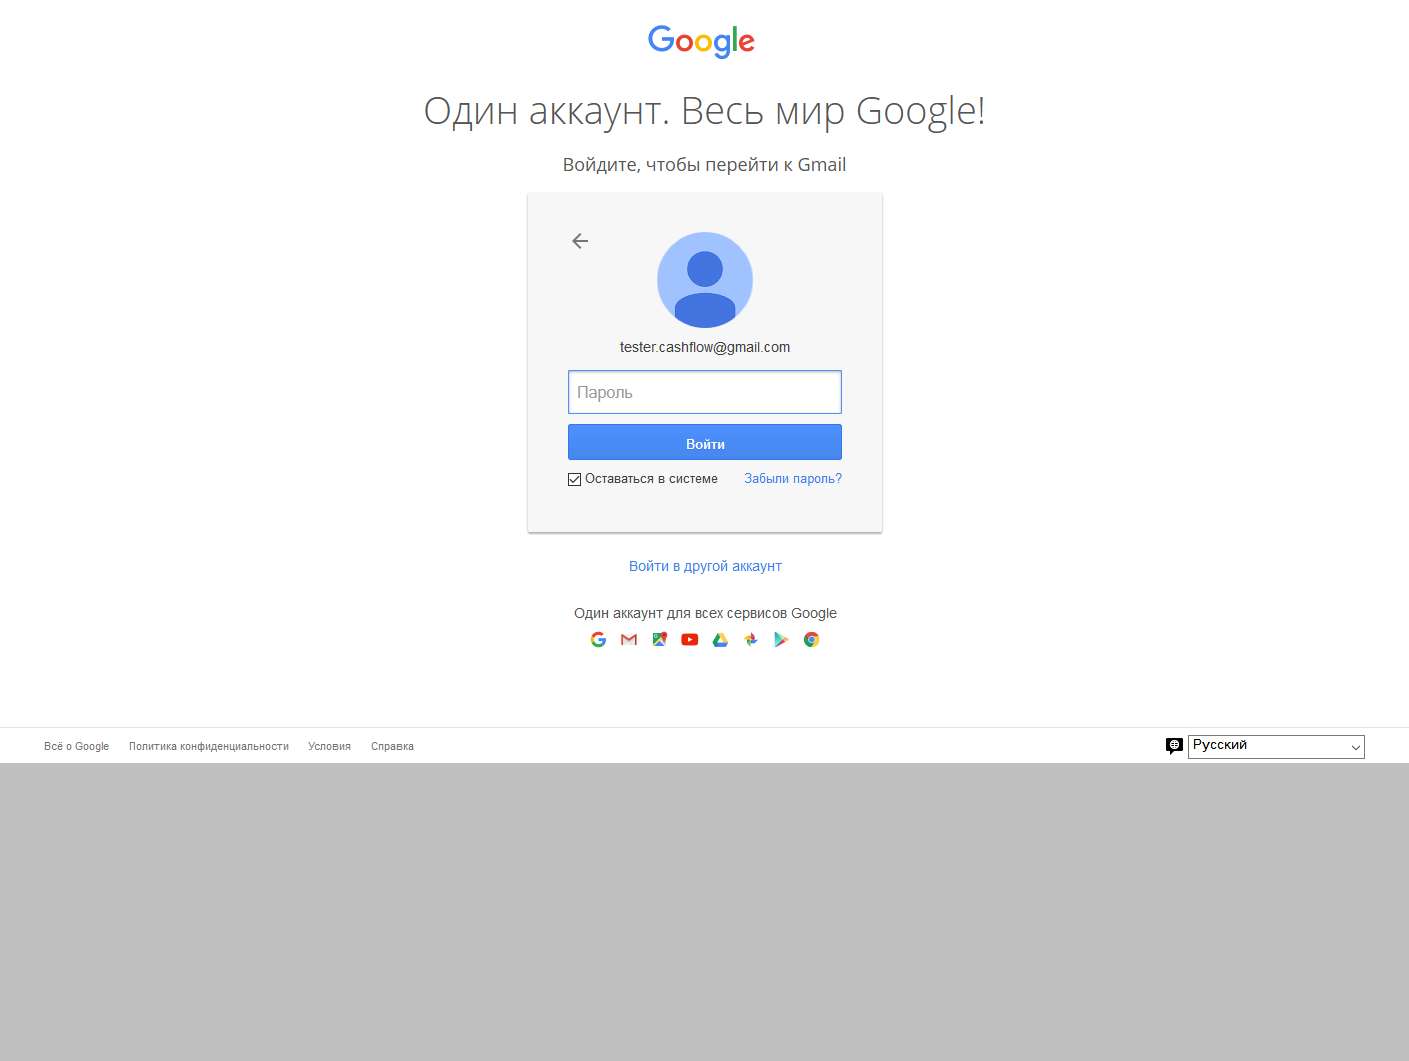 Google
Один аккаунт. Весь мир Google!
Войдите, чтобы перейти к Gmail
tester.cashflow@gmail.com
Пароль
Войти
Оставаться в системе Забыли пароль?
Войти в другой аккаунт
Один аккаунт для всех сервисов Google
Всё о Google Политика конфиденциальности Условия Справка Русский